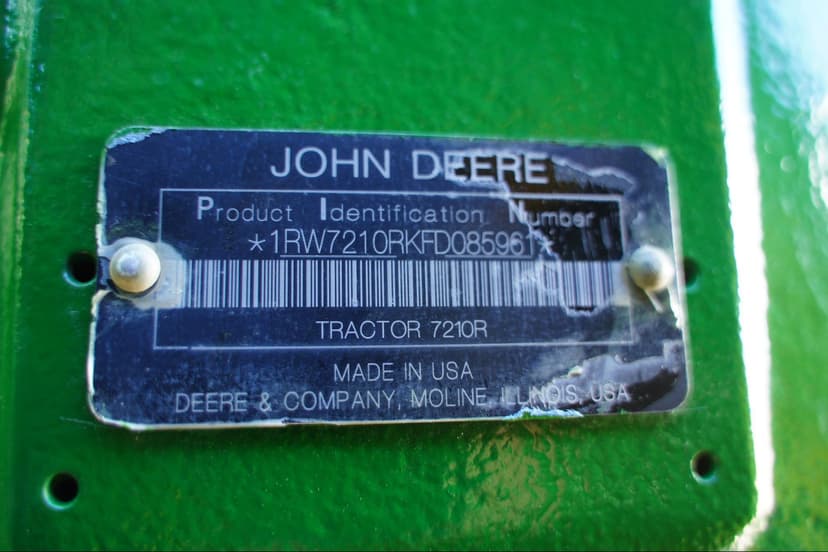 JOHN DEERE
Product Identification Number
*1RW7210RKFD085961*
TRACTOR 7210R
MADE IN USA
DEERE & COMPANY, MOLINE, ILLINOIS, USA